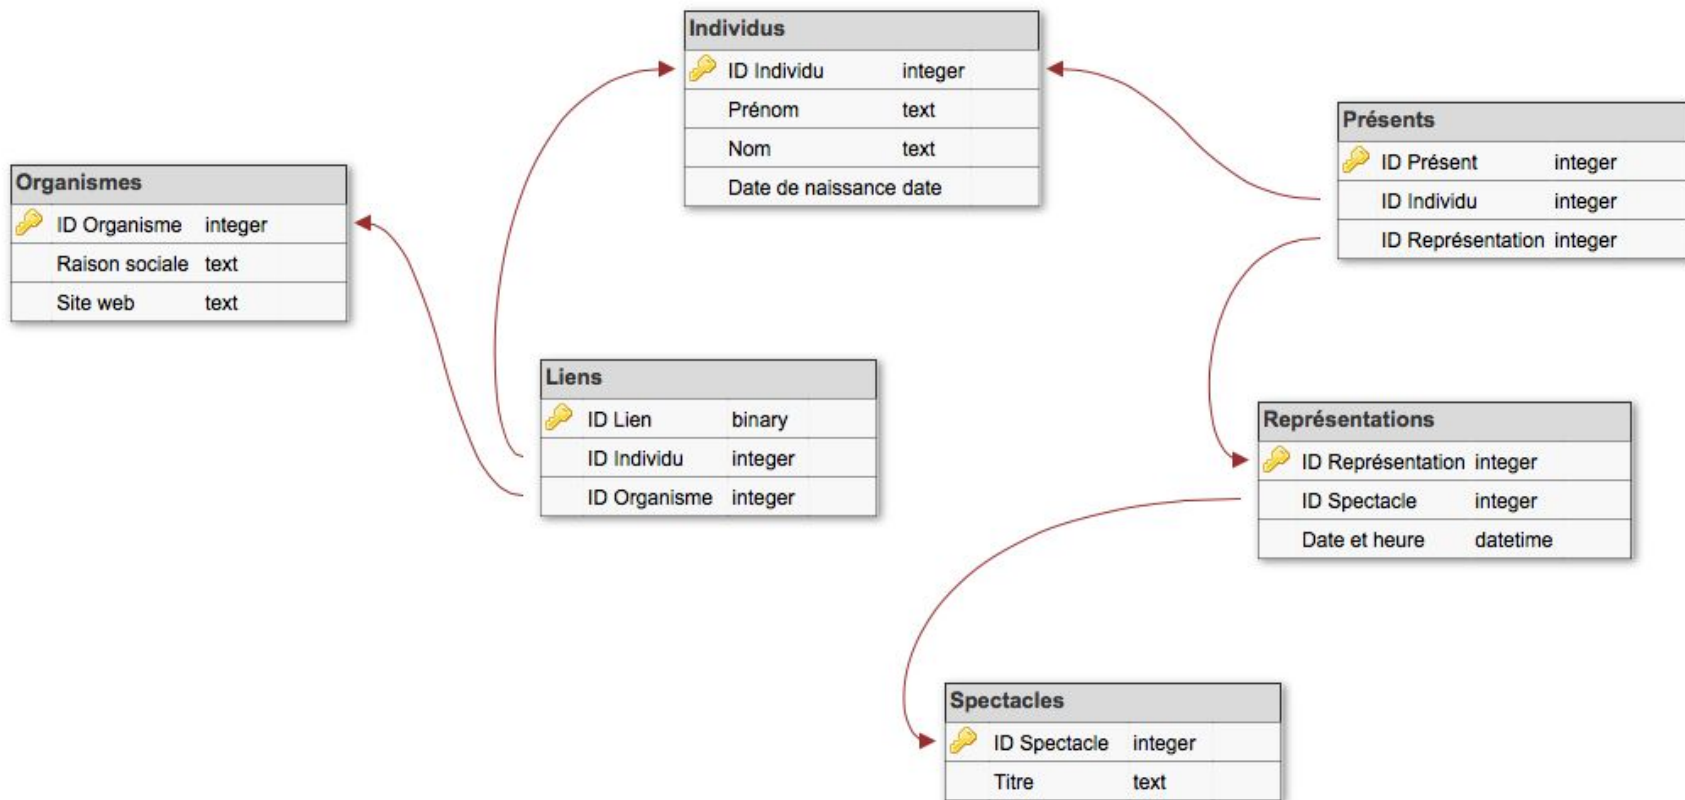 Individus
ID Individu integer
Prénom text
Nom text
Date de naissance date
Présents
ID Présent integer
ID Individu integer
ID Représentation integer
Organismes
ID Organisme integer
Raison sociale text
Site web text
Liens
ID Lien binary
ID Individu integer
ID Organisme integer
Représentations
ID Représentation integer
ID Spectacle integer
Date et heure datetime
Spectacles
ID Spectacle integer
Titre text